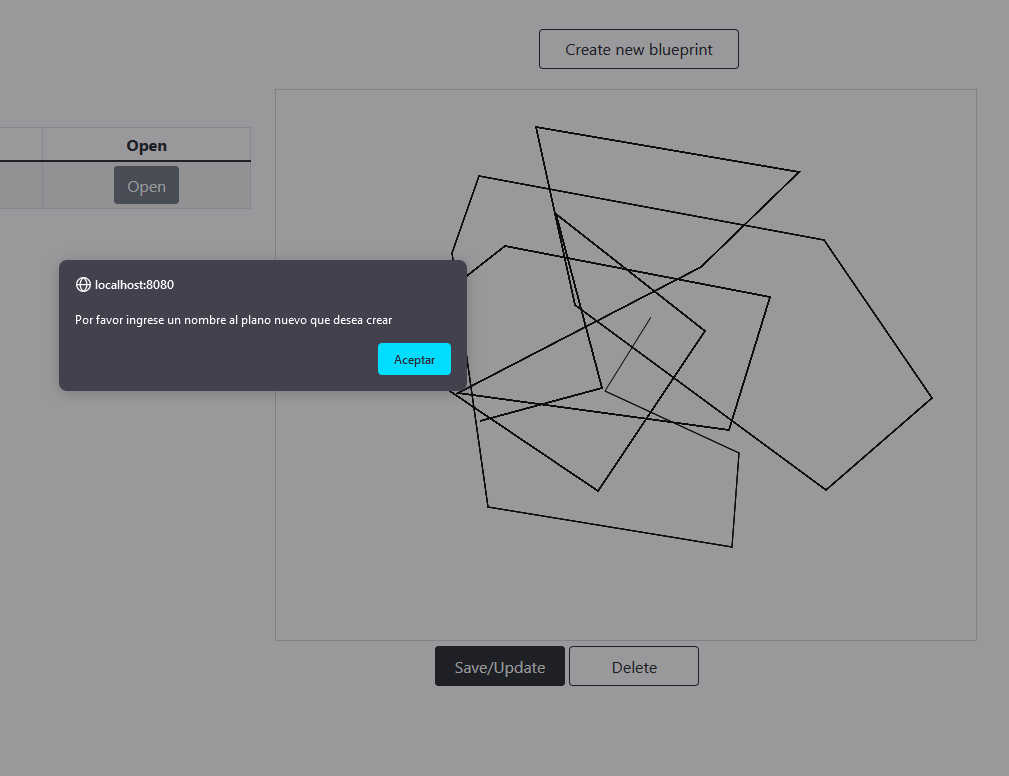 Create new blueprint
Open
Open
localhost:8080
Por favor ingrese un nombre al plano nuevo que desea crear
Aceptar
Save/Update
Delete